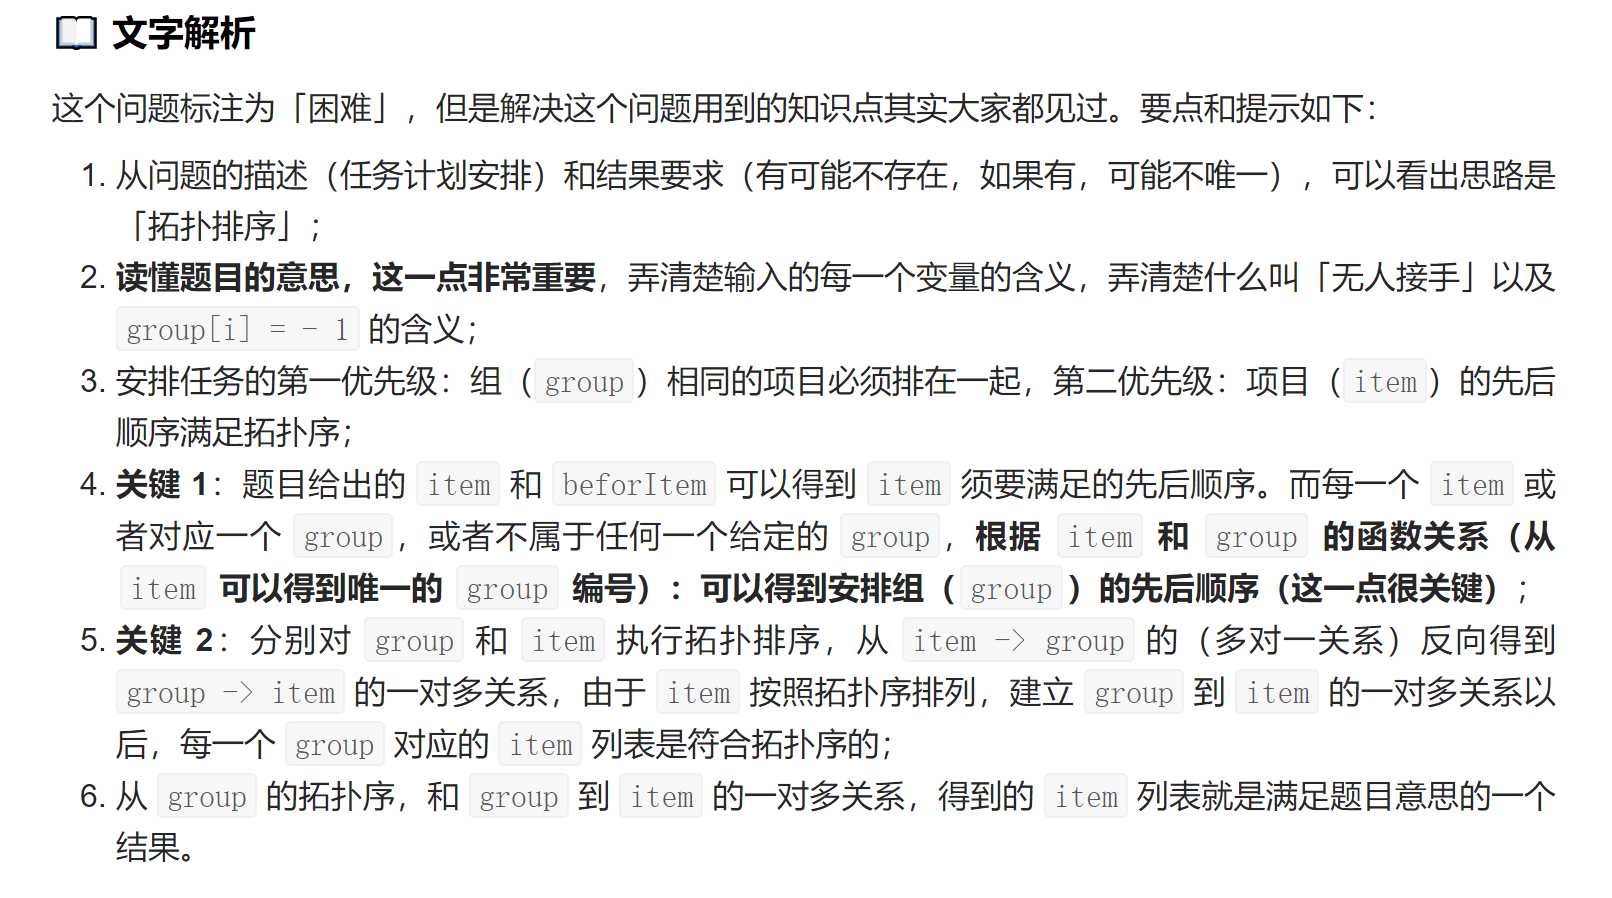 📖 文字解析
这个问题标注为「困难」，但是解决这个问题用到的知识点其实大家都见过。要点和提示如下：
1. 从问题的描述（任务计划安排）和结果要求（有可能不存在，如果有，可能不唯一），可以看出思路是
「拓扑排序」；
2. 读懂题目的意思，这一点非常重要，弄清楚输入的每一个变量的含义，弄清楚什么叫「无人接手」以及
group[i] = - 1 的含义；
3. 安排任务的第一优先级：组（group）相同的项目必须排在一起，第二优先级：项目（item）的先后
顺序满足拓扑序；
4. 关键 1：题目给出的 item 和 beforItem 可以得到 item 须要满足的先后顺序。而每一个 item 或
者对应一个 group，或者不属于任何一个给定的 group，根据 item 和 group 的函数关系（从
item 可以得到唯一的 group 编号）：可以得到安排组（group）的先后顺序（这一点很关键）；
5. 关键 2：分别对 group 和 item 执行拓扑排序，从 item -> group 的（多对一关系）反向得到
group -> item 的一对多关系，由于 item 按照拓扑序排列，建立 group 到 item 的一对多关系以
后，每一个 group 对应的 item 列表是符合拓扑序的；
6. 从 group 的拓扑序，和 group 到 item 的一对多关系，得到的 item 列表就是满足题目意思的一个
结果。